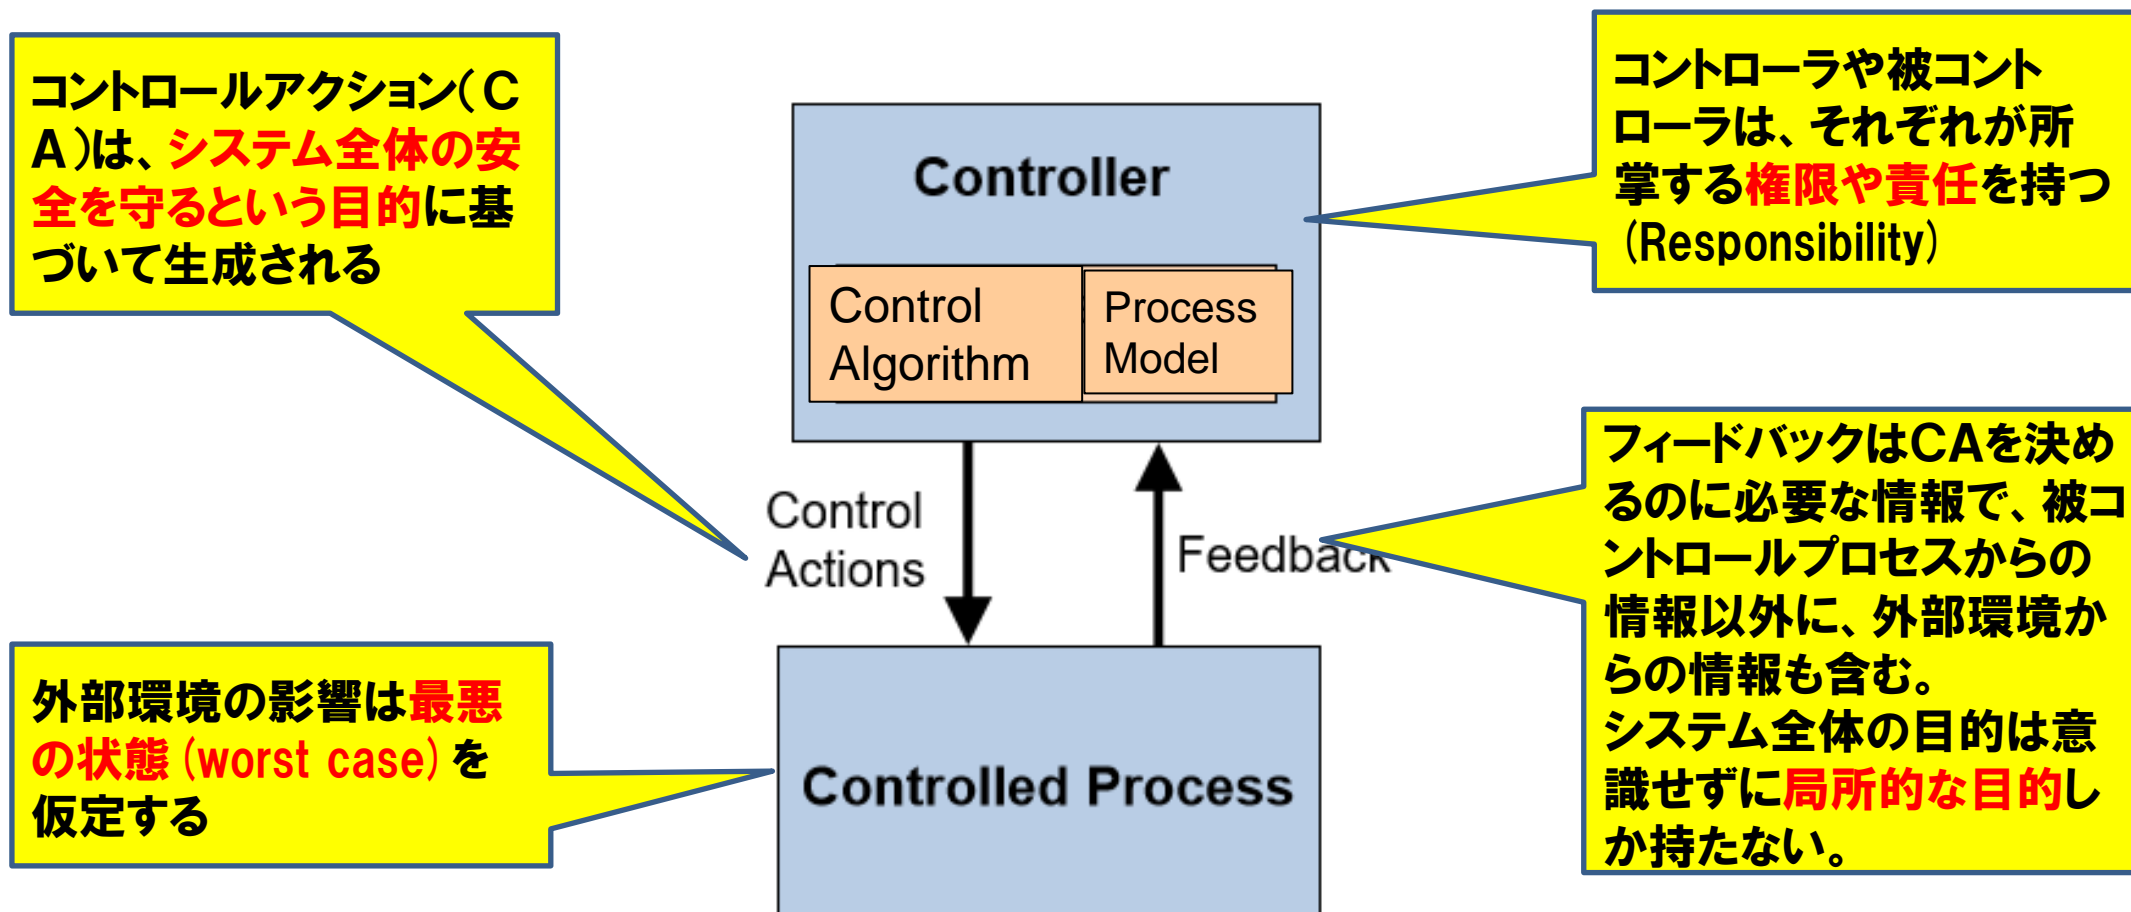 コントロールアクション(C
A)は、システム全体の安
全を守るという目的に基
づいて生成される
コントローラや被コント
ローラは、それぞれが所
掌する権限や責任を持つ
(Responsibility)
Controller
Control
Algorithm
Process
Model
Control
Actions
Feedback
フィードバックはCAを決め
るのに必要な情報で、被コ
ントロールプロセスからの
情報以外に、外部環境か
らの情報も含む。
システム全体の目的は意
識せずに局所的な目的し
か持たない。
外部環境の影響は最悪
の状態(worst case)を
仮定する
Controlled Process